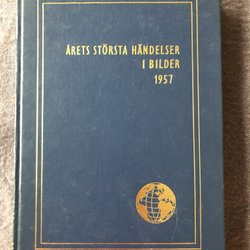 ÅRETS STÖRSTA HÄNDELSER
I BILDER
1957